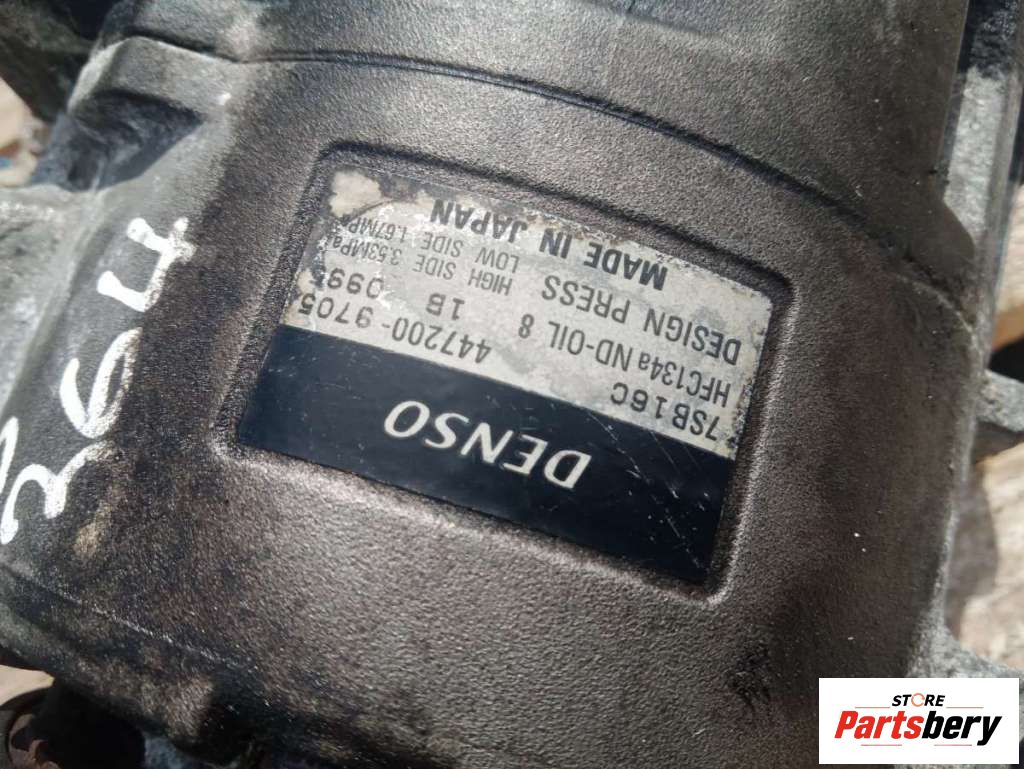 DENSO
7SB16C
447200-9705
HFC134a ND-OIL 8
1B
DESIGN PRESS
HIGH SIDE 3.53MPa
LOW SIDE 1.67MPa
MADE IN JAPAN
364
STORE
Partsbery